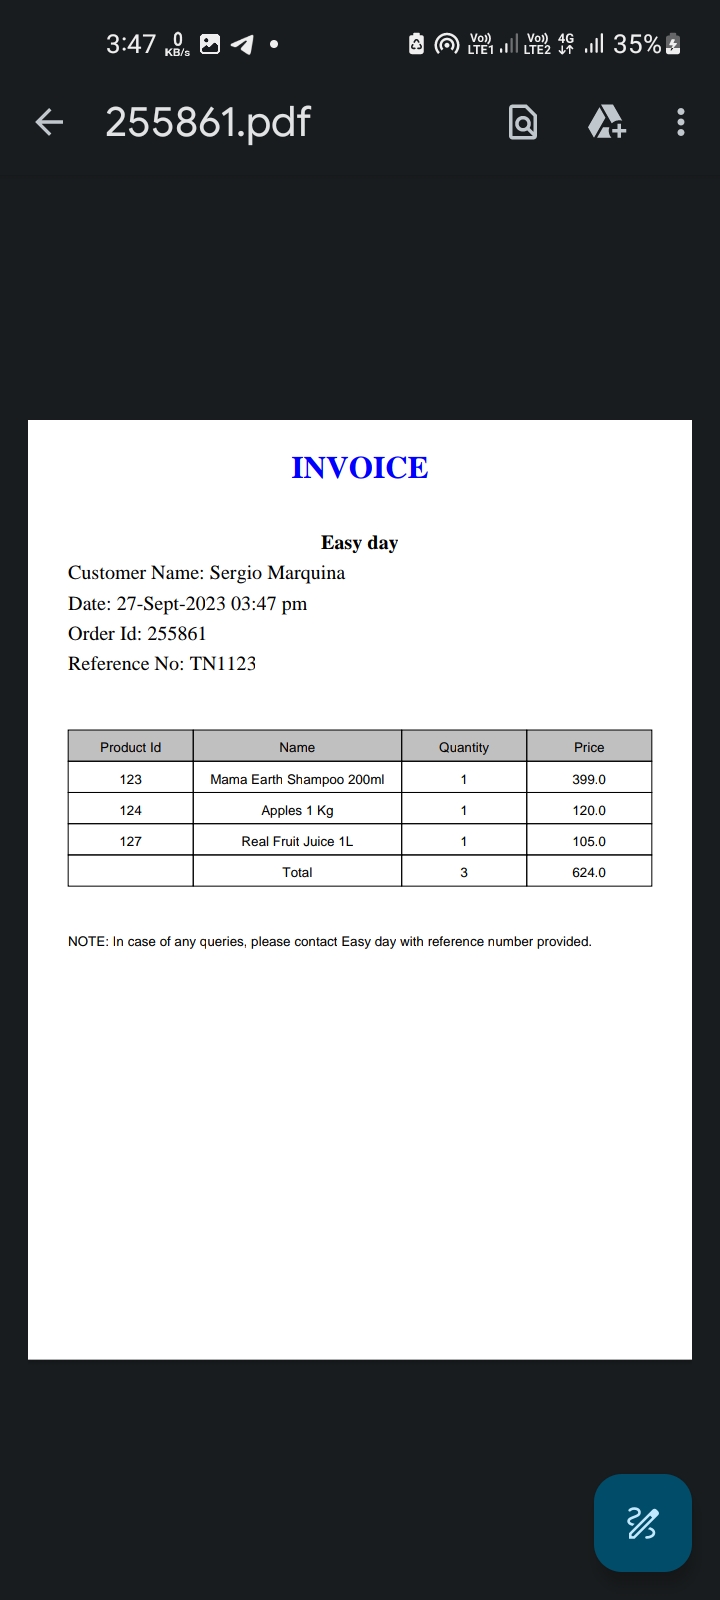 3:47 0 KB/s Vo)) LTE1 Vo)) LTE2 4G 35%
255861.pdf
INVOICE
Easy day
Customer Name: Sergio Marquina
Date: 27-Sept-2023 03:47 pm
Order Id: 255861
Reference No: TN1123
Product Id Name Quantity Price
123 Mama Earth Shampoo 200ml 1 399.0
124 Apples 1 Kg 1 120.0
127 Real Fruit Juice 1L 1 105.0
Total 3 624.0
NOTE: In case of any queries, please contact Easy day with reference number provided.